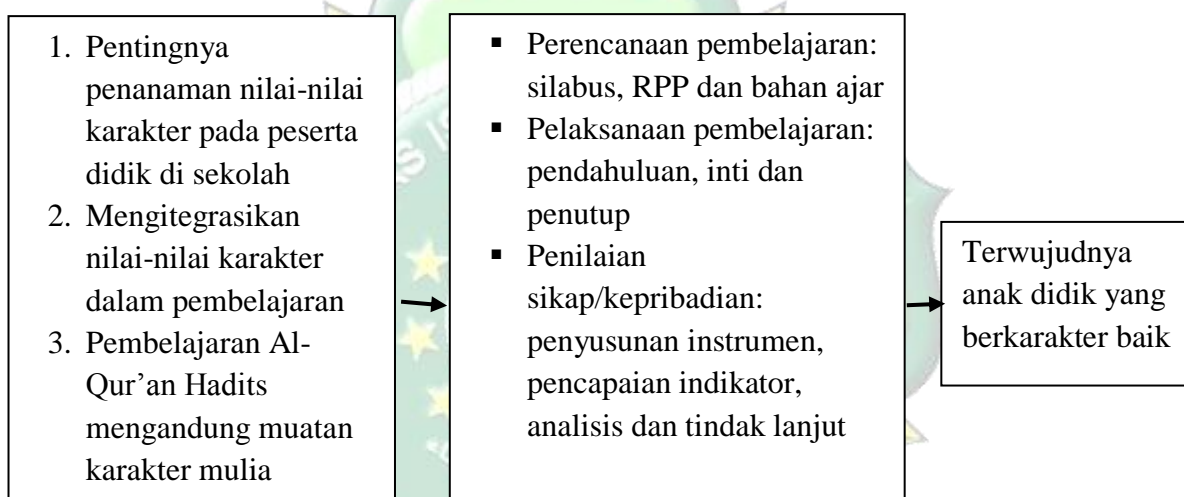 1. Pentingnya
penanaman nilai-nilai
karakter pada peserta
didik di sekolah
2. Mengitegrasikan
nilai-nilai karakter
dalam pembelajaran
3. Pembelajaran Al-
Qur’an Hadits
mengandung muatan
karakter mulia
▪ Perencanaan pembelajaran:
silabus, RPP dan bahan ajar
▪ Pelaksanaan pembelajaran:
pendahuluan, inti dan
penutup
▪ Penilaian
sikap/kepribadian:
penyusunan instrumen,
pencapaian indikator,
analisis dan tindak lanjut
Terwujudnya
anak didik yang
berkarakter baik